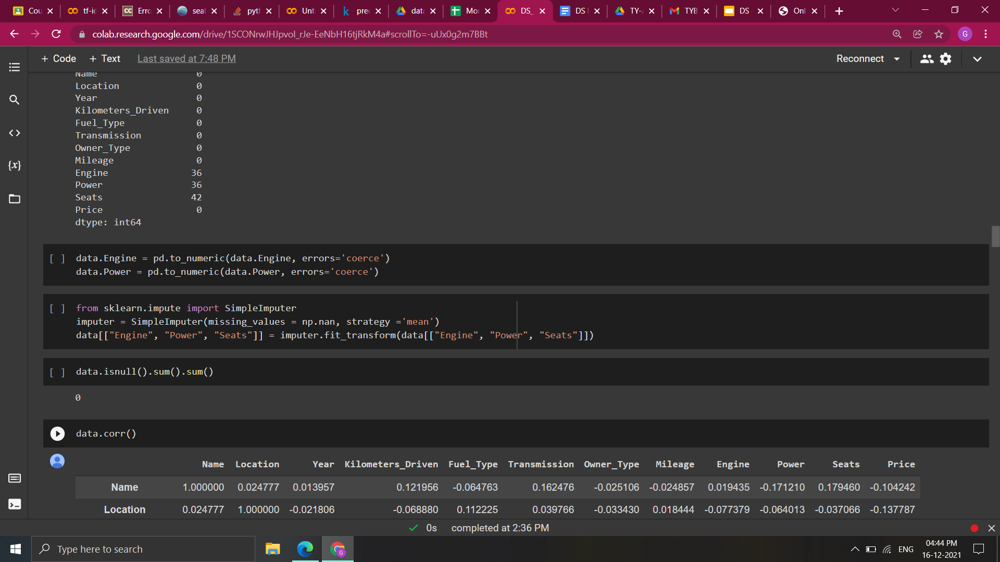 Cou
tf-ic
CC Erro
seal
pytl
Unt
k pre
data
Mo
DS_
DS
TY-
TYB
DS
Onl
colab.research.google.com/drive/1SCONrwJHJpvoI_rJe-EeNbH16tjRkM4a#scrollTo=-uUx0g2m7BBt
G
+ Code + Text Last saved at 7:48 PM
Reconnect
Name 0
Location 0
Year 0
Kilometers_Driven 0
Fuel_Type 0
Transmission 0
Owner_Type 0
Mileage 0
Engine 36
Power 36
Seats 42
Price 0
dtype: int64
[ ] data.Engine = pd.to_numeric(data.Engine, errors='coerce')
data.Power = pd.to_numeric(data.Power, errors='coerce')
[ ] from sklearn.impute import SimpleImputer
imputer = SimpleImputer(missing_values = np.nan, strategy ='mean')
data[["Engine", "Power", "Seats"]] = imputer.fit_transform(data[["Engine", "Power", "Seats"]])
[ ] data.isnull().sum().sum()
0
data.corr()
Name Location Year Kilometers_Driven Fuel_Type Transmission Owner_Type Mileage Engine Power Seats Price
Name 1.000000 0.024777 0.013957 0.121956 -0.064763 0.162476 -0.025106 -0.024857 0.019435 -0.171210 0.179460 -0.104242
Location 0.024777 1.000000 -0.021806 -0.068880 0.112225 0.039766 -0.033430 0.018444 -0.077379 -0.064013 -0.037066 -0.137787
0s completed at 2:36 PM
Type here to search
G
ENG
04:44 PM
16-12-2021